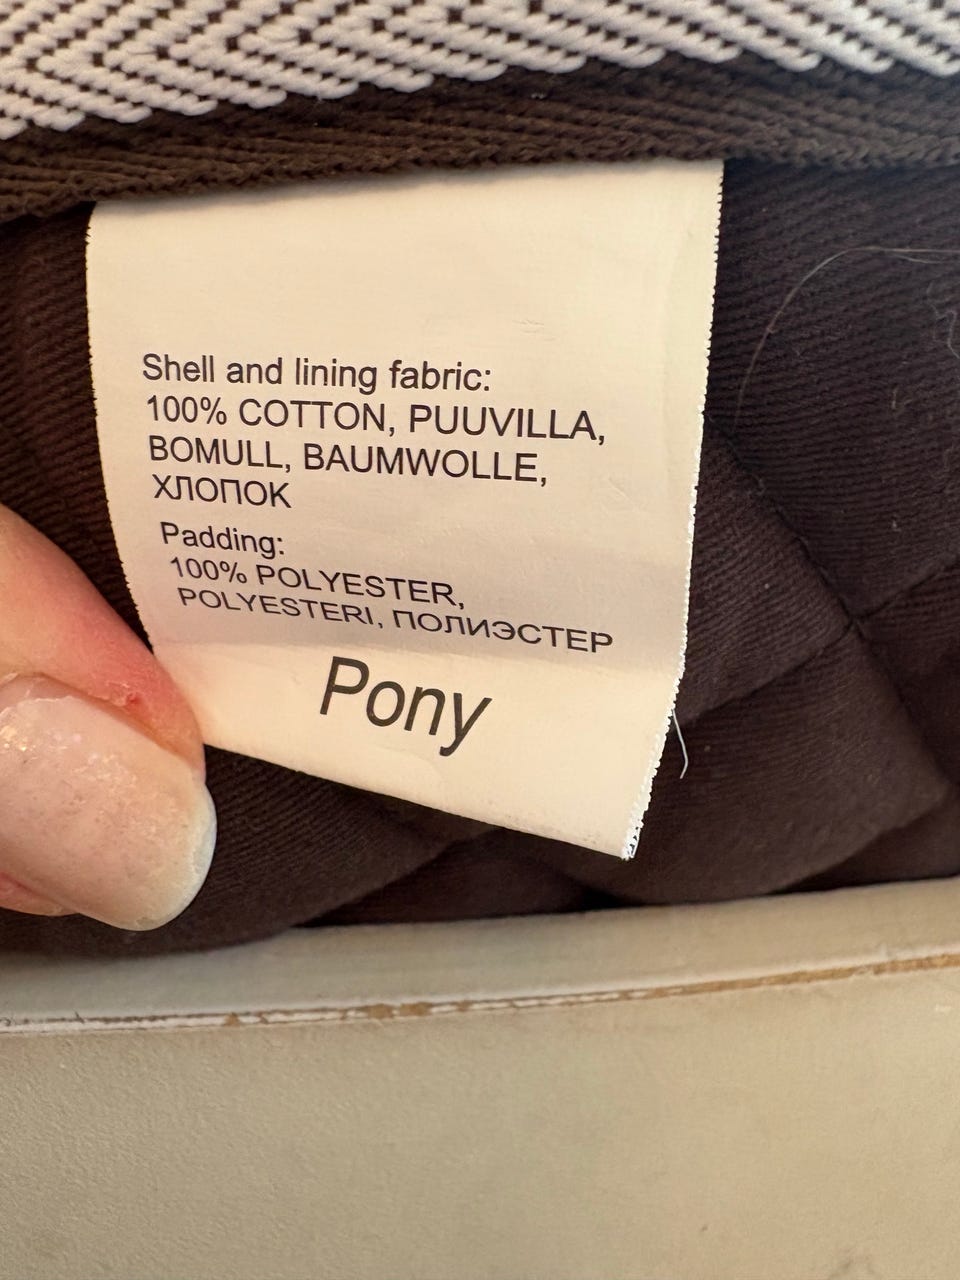 Shell and lining fabric:
100% COTTON, PUUVILLA,
BOMULL, BAUMWOLLE,
ХЛОПОК
Padding:
100% POLYESTER,
POLYESTERI, ПОЛИЭСТЕР
Pony